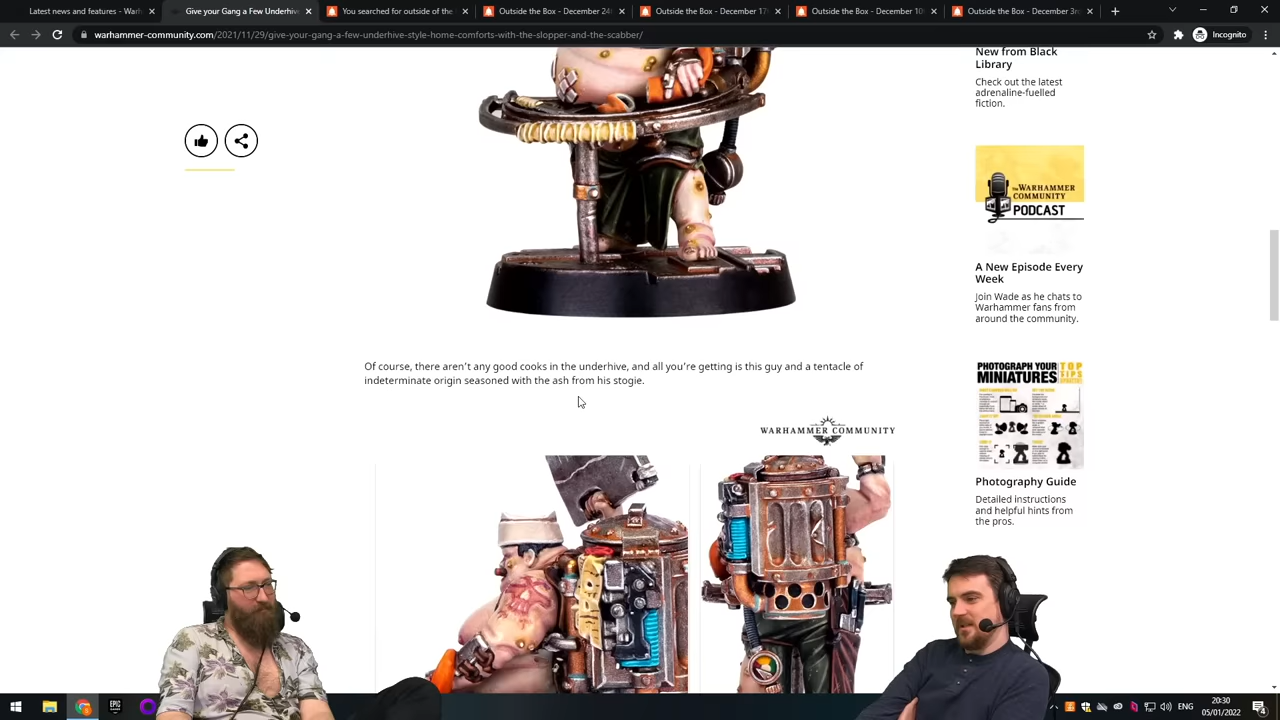 Latest news and features - Warh
Give your Gang a Few Underhive
You searched for outside of the
Outside the Box - December 24
Outside the Box - December 17
Outside the Box - December 10
Outside the Box - December 3r
warhammer-community.com/2021/11/29/give-your-gang-a-few-underhive-style-home-comforts-with-the-slopper-and-the-scabber/
Incognito
New from Black
Library
Check out the latest
adrenaline-fuelled
fiction.
THE WARHAMMER
COMMUNITY
PODCAST
A New Episode Every
Week
Join Wade as he chats to
Warhammer fans from
around the community.
Of course, there aren't any good cooks in the underhive, and all you're getting is this guy and a tentacle of
indeterminate origin seasoned with the ash from his stogie.
WARHAMMER COMMUNITY
PHOTOGRAPH YOUR
MINIATURES
TOP
TIPS
Photography Guide
Detailed instructions
and helpful hints from
the pros.
EPIC
ENG
20:30
05/01/2022